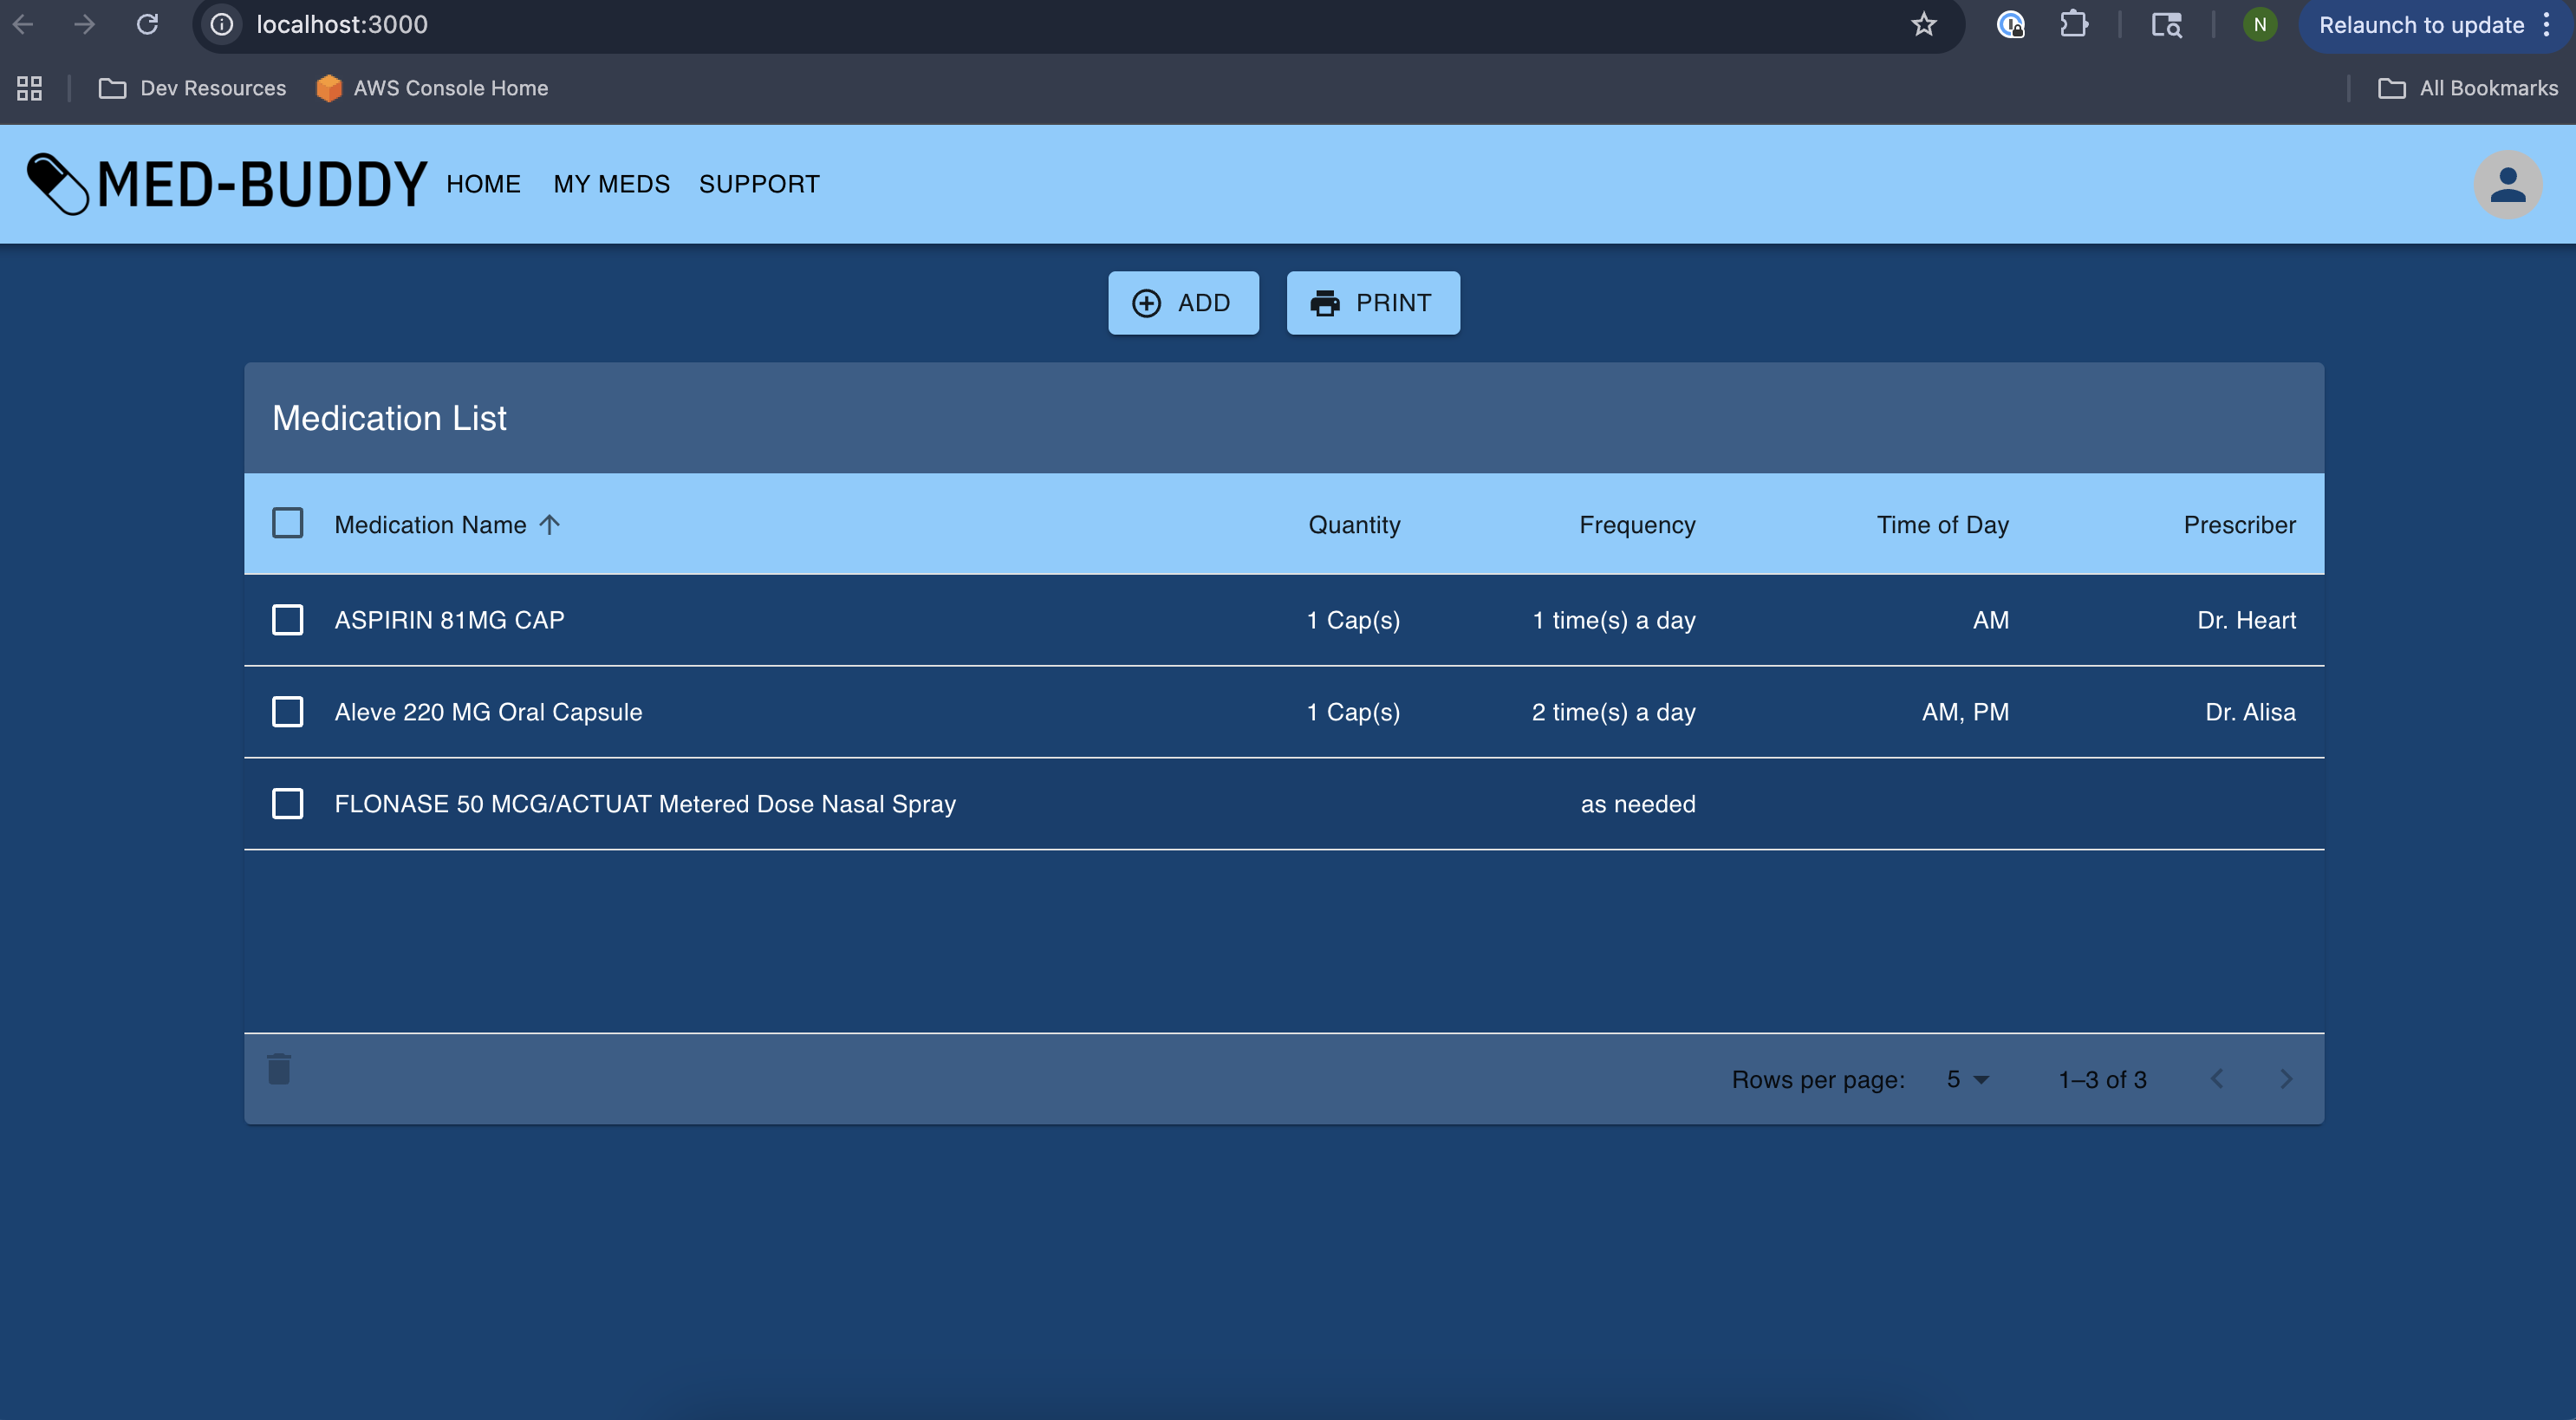 localhost:3000
N
Relaunch to update
Dev Resources
AWS Console Home
All Bookmarks
MED-BUDDY HOME MY MEDS SUPPORT
ADD PRINT
Medication List
Medication Name Quantity Frequency Time of Day Prescriber
ASPIRIN 81MG CAP 1 Cap(s) 1 time(s) a day AM Dr. Heart
Aleve 220 MG Oral Capsule 1 Cap(s) 2 time(s) a day AM, PM Dr. Alisa
FLONASE 50 MCG/ACTUAT Metered Dose Nasal Spray as needed
Rows per page: 5 1–3 of 3